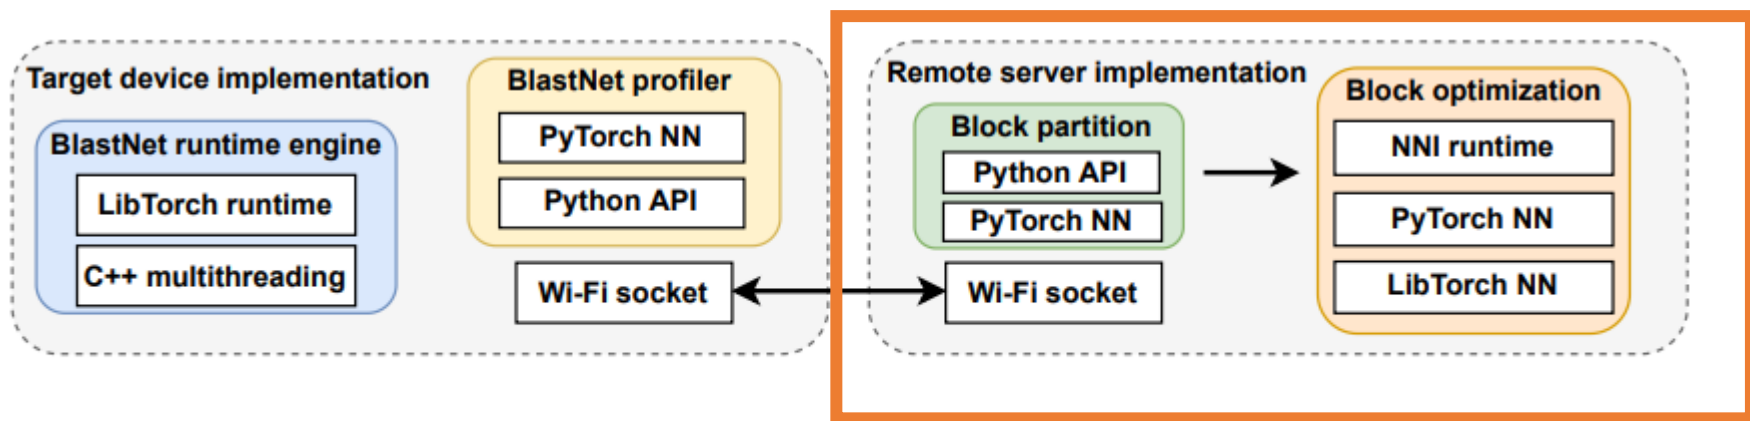 Target device implementation
BlastNet runtime engine
LibTorch runtime
C++ multithreading
BlastNet profiler
PyTorch NN
Python API
Wi-Fi socket
Remote server implementation
Block partition
Python API
PyTorch NN
Wi-Fi socket
Block optimization
NNI runtime
PyTorch NN
LibTorch NN